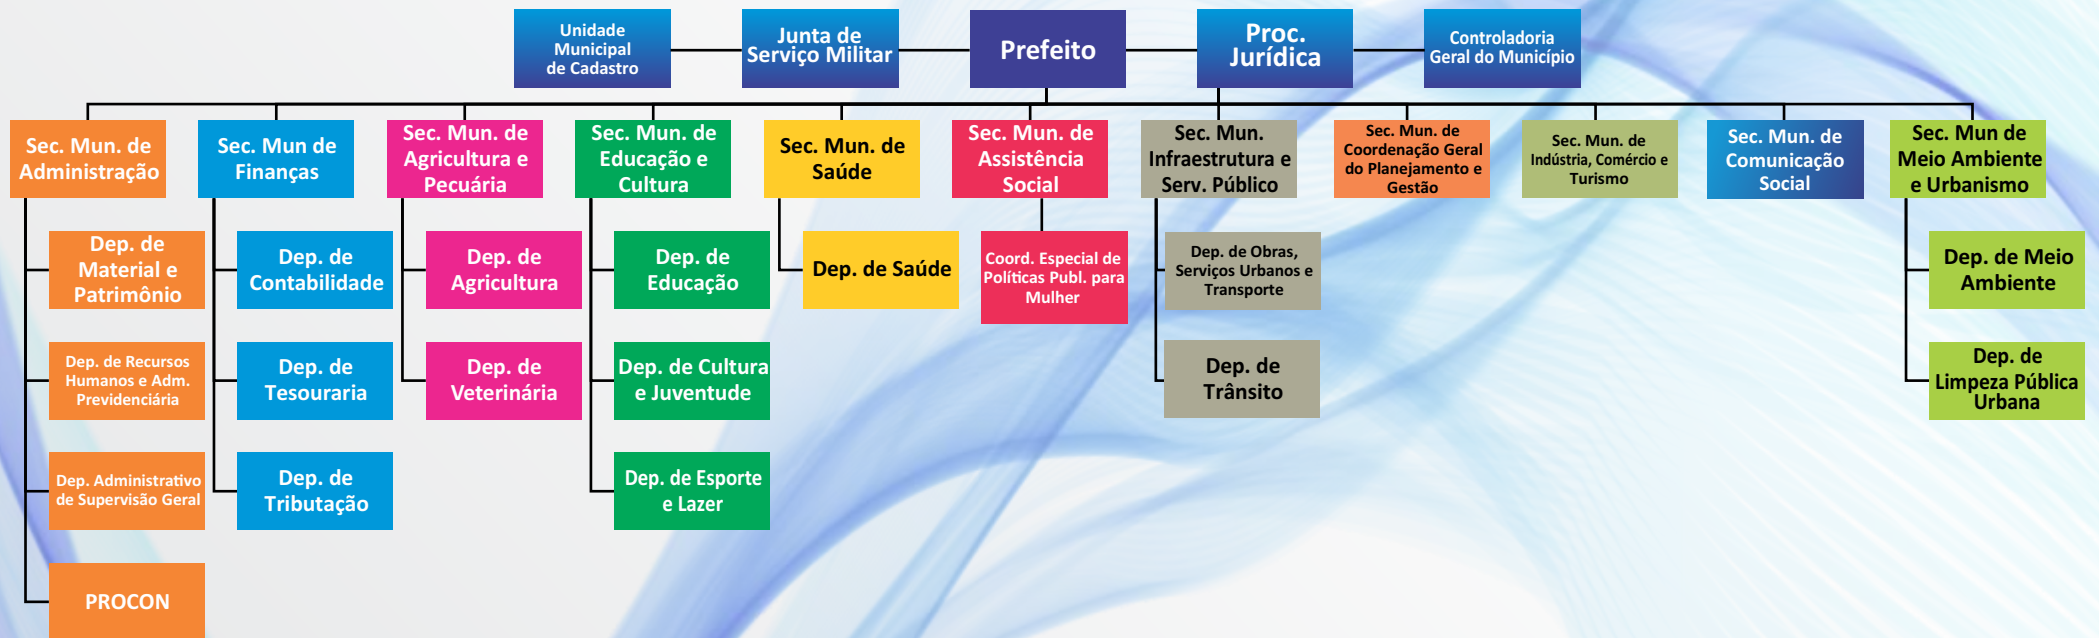 Unidade
Municipal
de Cadastro
Junta de
Serviço Militar
Prefeito
Proc.
Jurídica
Controladoria
Geral do Município
Sec. Mun. de
Administração
Sec. Mun de
Finanças
Sec. Mun. de
Agricultura e
Pecuária
Sec. Mun. de
Educação e
Cultura
Sec. Mun. de
Saúde
Sec. Mun. de
Assistência
Social
Sec. Mun.
Infraestrutura e
Serv. Público
Sec. Mun. de
Coordenação Geral
do Planejamento e
Gestão
Sec. Mun. de
Indústria, Comércio e
Turismo
Sec. Mun. de
Comunicação
Social
Sec. Mun de
Meio Ambiente
e Urbanismo
Dep. de
Material e
Patrimônio
Dep. de
Contabilidade
Dep. de
Agricultura
Dep. de
Educação
Dep. de Saúde
Coord. Especial de
Políticas Publ. para
Mulher
Dep. de Obras,
Serviços Urbanos e
Transporte
Dep. de Meio
Ambiente
Dep. de Recursos
Humanos e Adm.
Previdenciária
Dep. de
Tesouraria
Dep. de
Veterinária
Dep. de Cultura
e Juventude
Dep. de
Trânsito
Dep. de
Limpeza Pública
Urbana
Dep. Administrativo
de Supervisão Geral
Dep. de
Tributação
Dep. de Esporte
e Lazer
PROCON